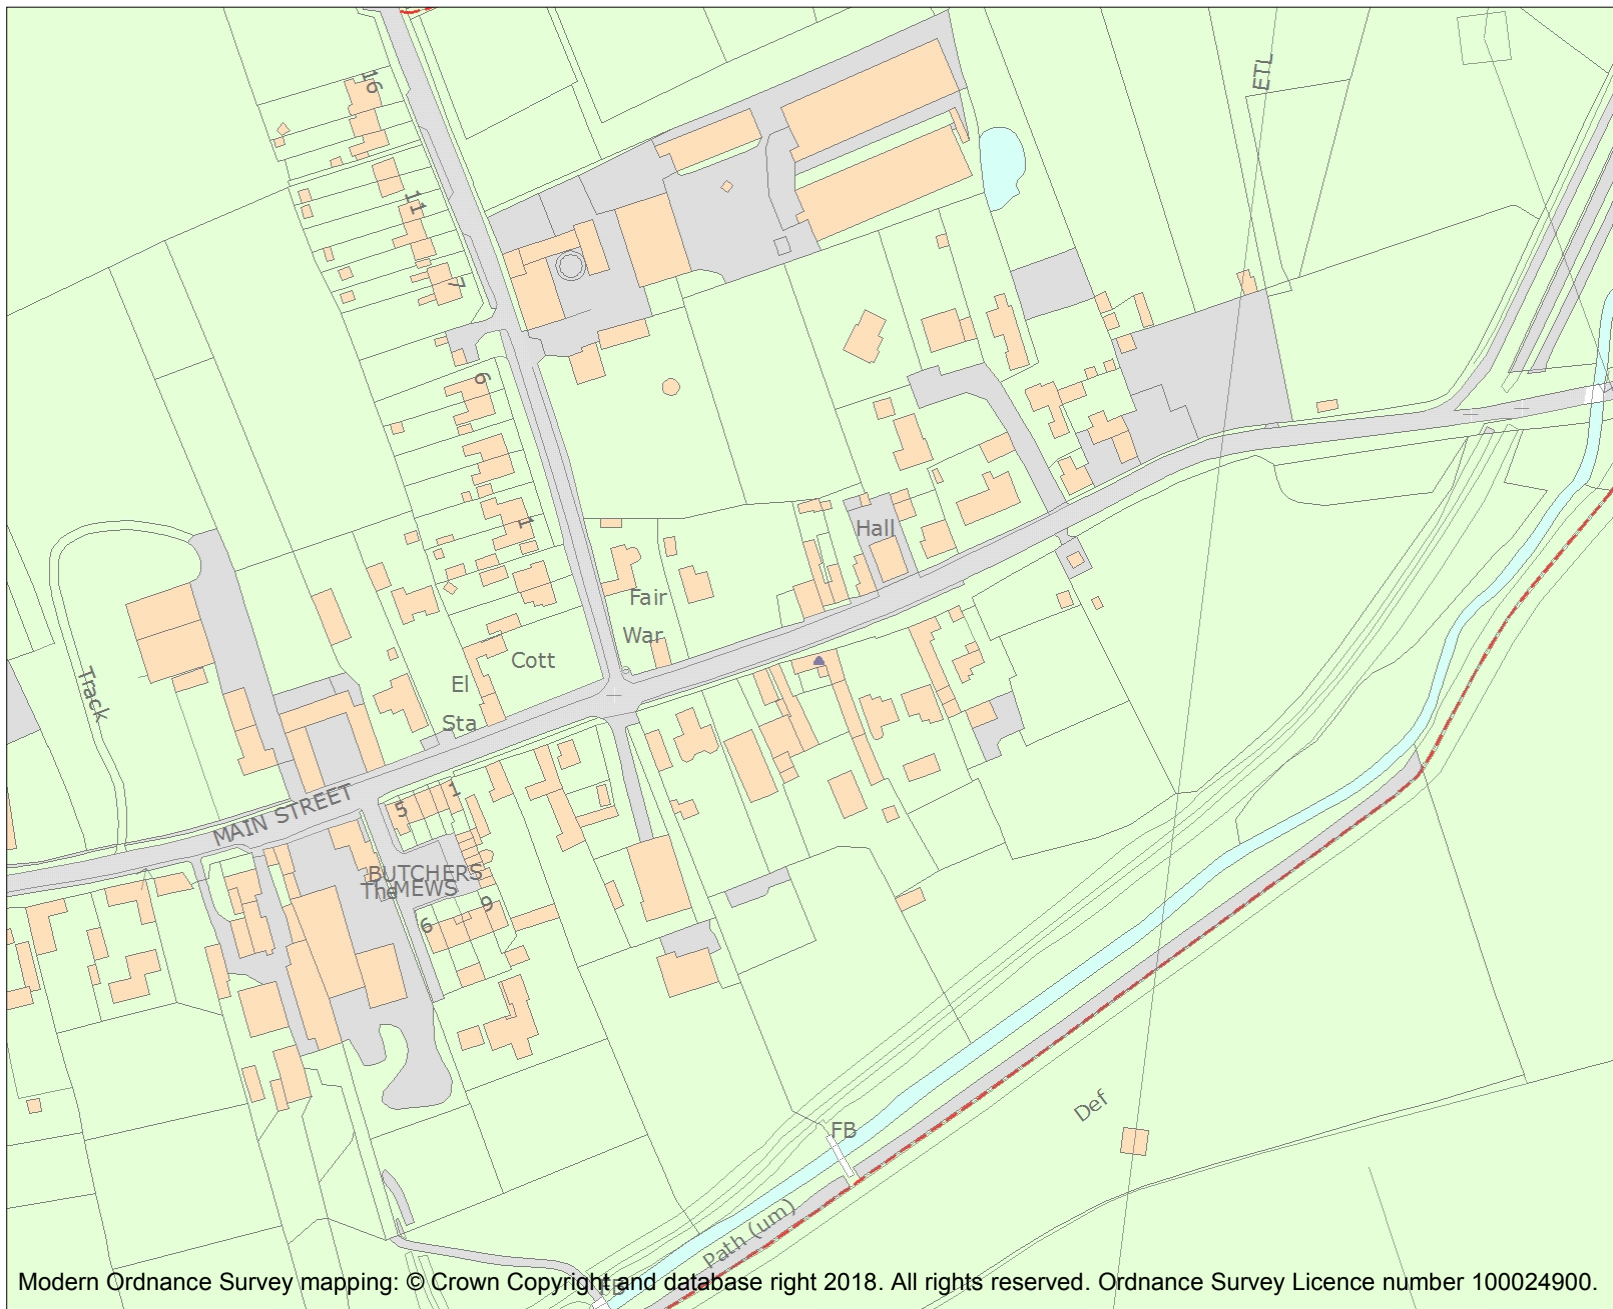 16
ETL
11
7
6
1
Hall
Fair
War
Cott
El
Sta
Track
MAIN STREET
5
1
BUTCHERS
The MEWS
9
6
Def
FB
Path (um)
FB
Modern Ordnance Survey mapping: © Crown Copyright and database right 2018. All rights reserved. Ordnance Survey Licence number 100024900.